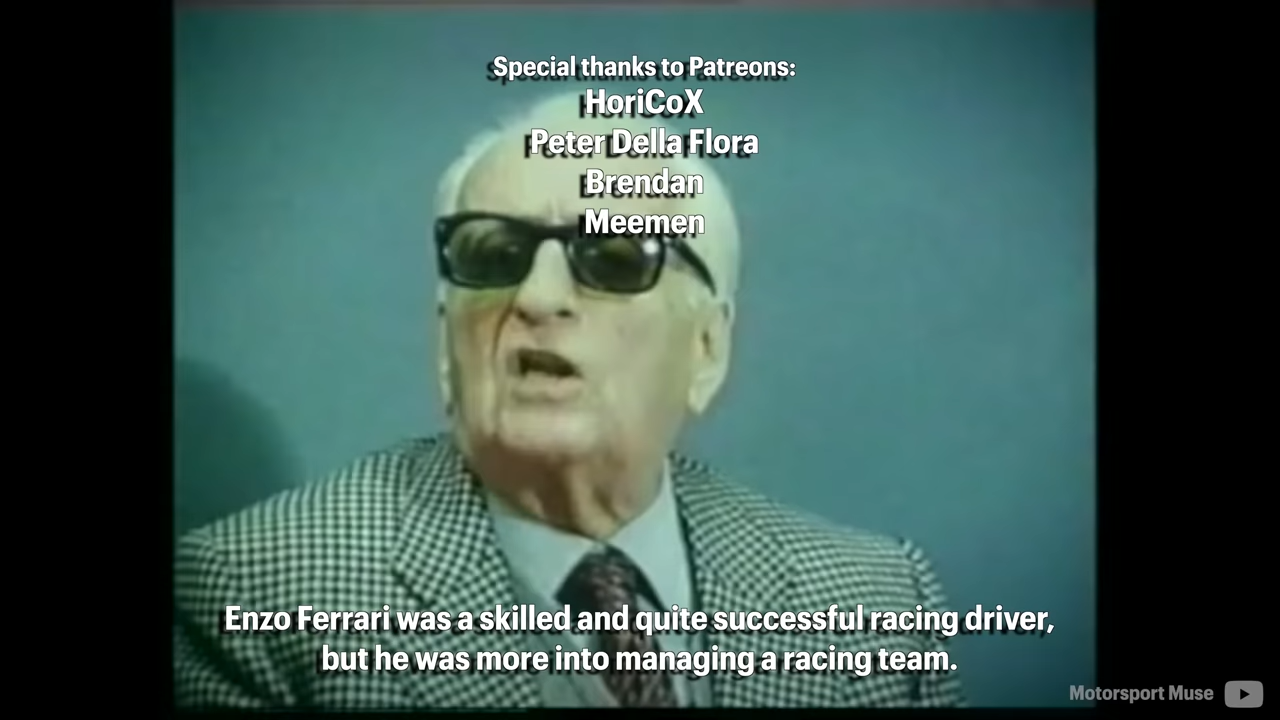 Special thanks to Patreons:
HoriCoX
Peter Della Flora
Brendan
Meemen
Enzo Ferrari was a skilled and quite successful racing driver,
but he was more into managing a racing team.
Motorsport Muse